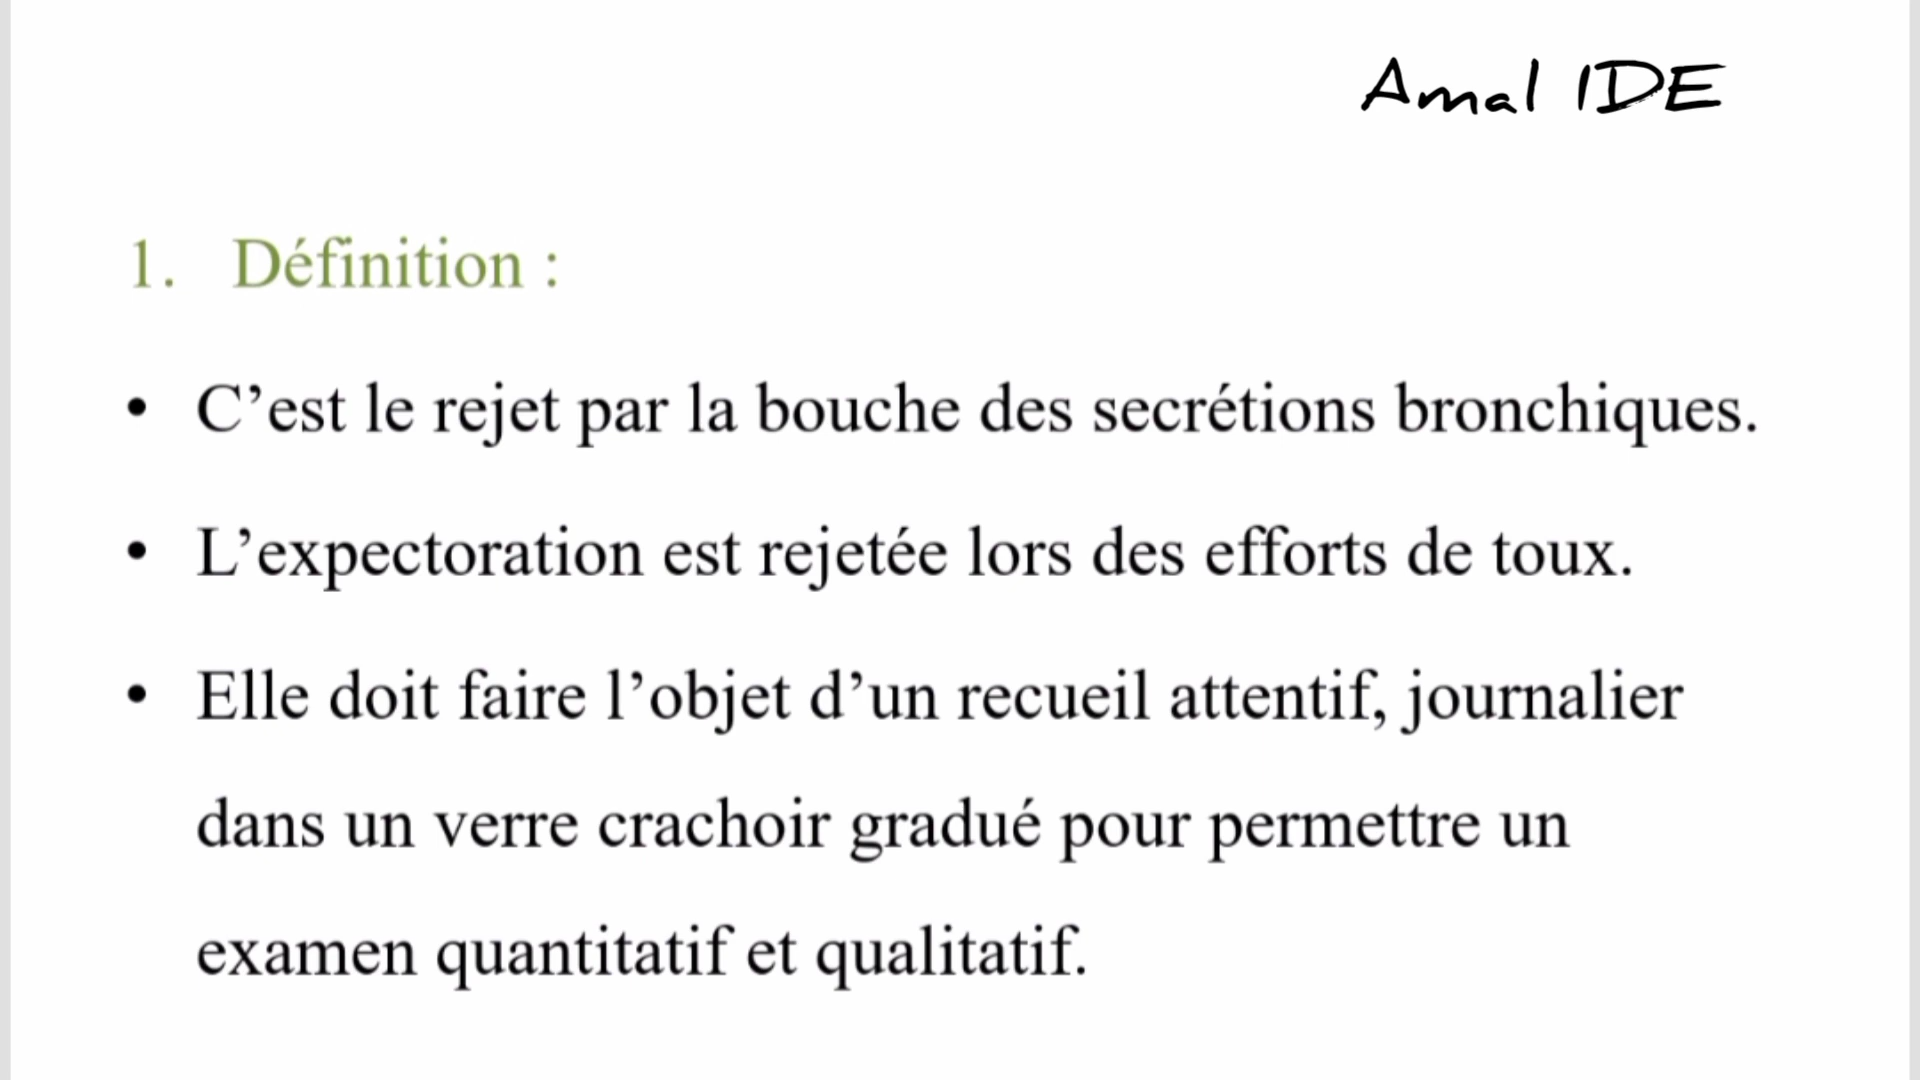 Amal IDE
1. Définition :
• C’est le rejet par la bouche des secrétions bronchiques.
• L’expectoration est rejetée lors des efforts de toux.
• Elle doit faire l’objet d’un recueil attentif, journalier
dans un verre crachoir gradué pour permettre un
examen quantitatif et qualitatif.